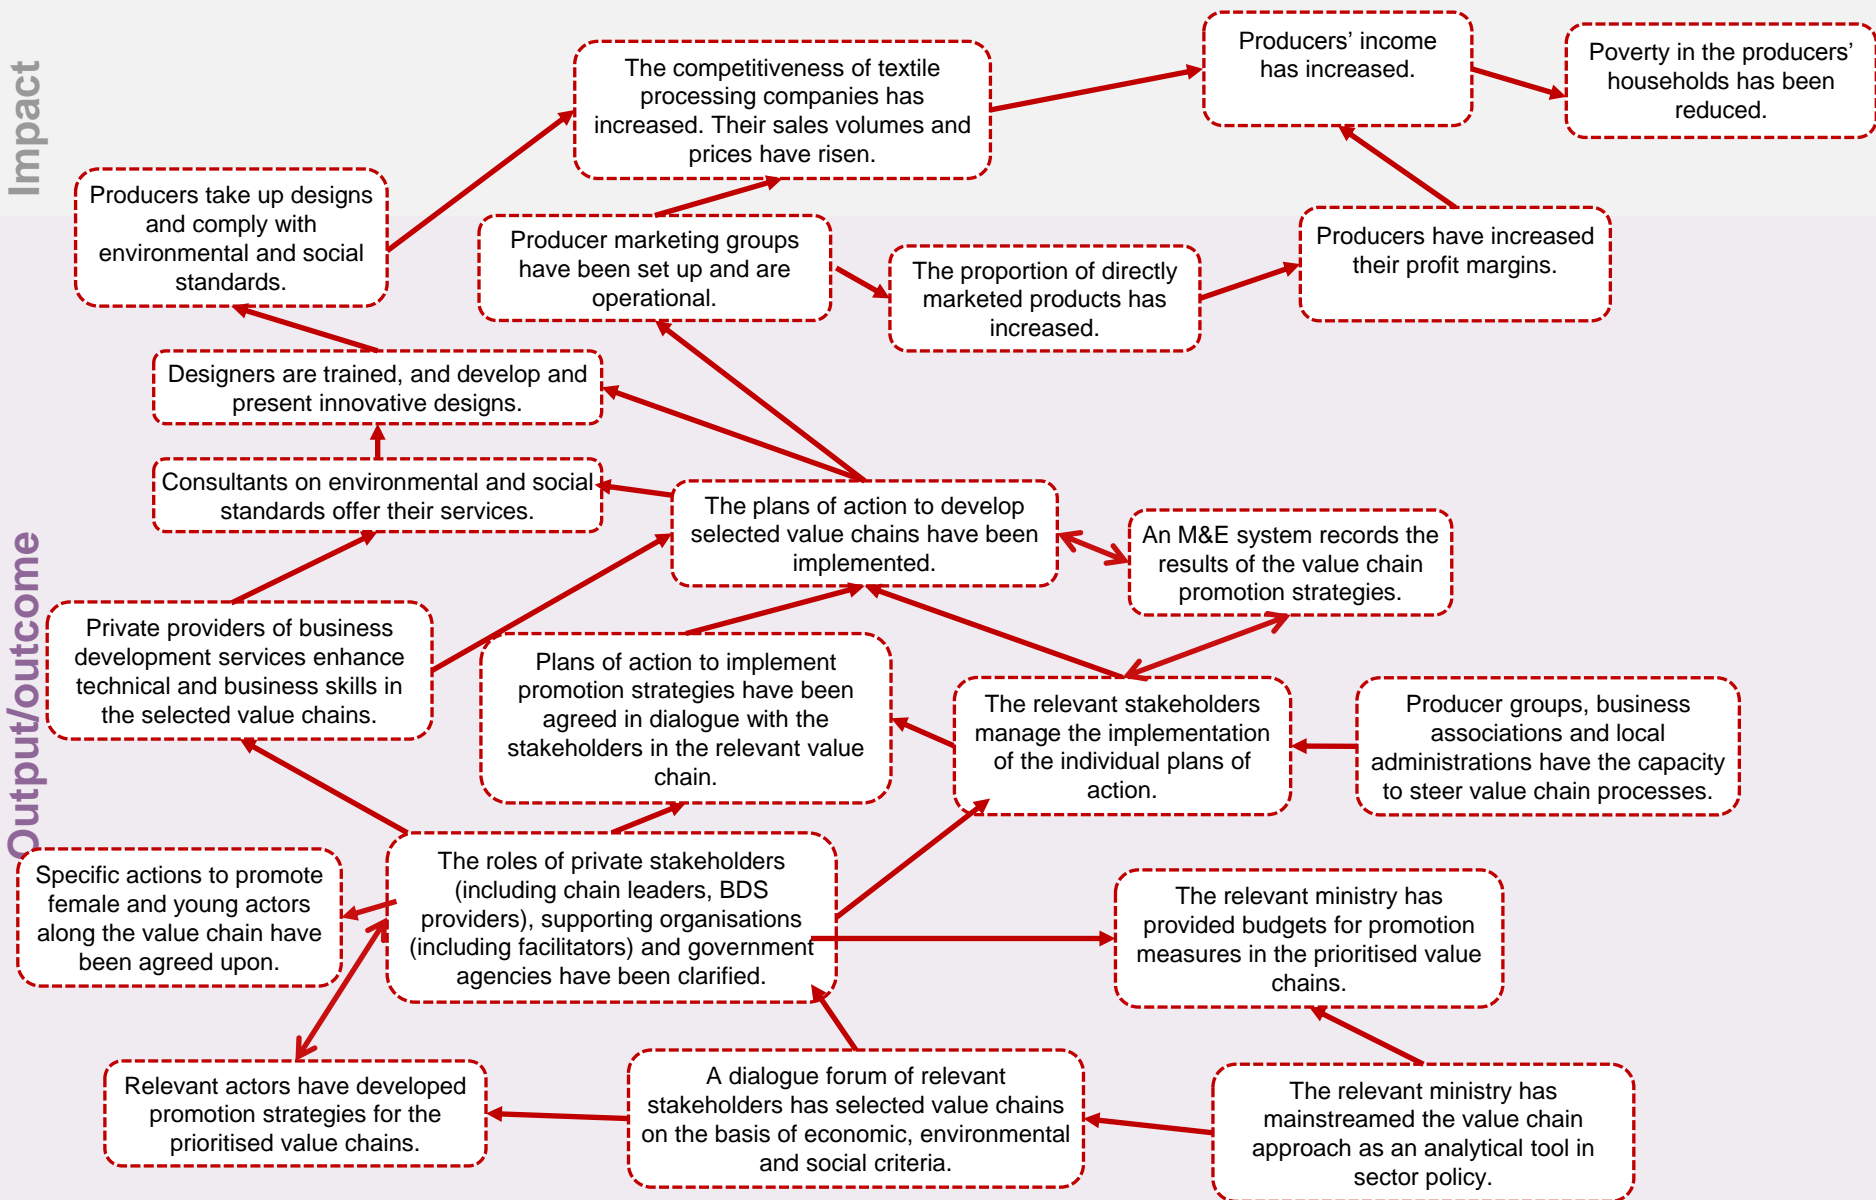 Impact
The competitiveness of textile
processing companies has
increased. Their sales volumes and
prices have risen.
Producers’ income
has increased.
Poverty in the producers’
households has been
reduced.
Producers take up designs
and comply with
environmental and social
standards.
Producer marketing groups
have been set up and are
operational.
The proportion of directly
marketed products has
increased.
Producers have increased
their profit margins.
Designers are trained, and develop and
present innovative designs.
Consultants on environmental and social
standards offer their services.
The plans of action to develop
selected value chains have been
implemented.
An M&E system records the
results of the value chain
promotion strategies.
Output/outcome
Private providers of business
development services enhance
technical and business skills in
the selected value chains.
Plans of action to implement
promotion strategies have been
agreed in dialogue with the
stakeholders in the relevant value
chain.
The relevant stakeholders
manage the implementation
of the individual plans of
action.
Producer groups, business
associations and local
administrations have the capacity
to steer value chain processes.
Specific actions to promote
female and young actors
along the value chain have
been agreed upon.
The roles of private stakeholders
(including chain leaders, BDS
providers), supporting organisations
(including facilitators) and government
agencies have been clarified.
The relevant ministry has
provided budgets for promotion
measures in the prioritised value
chains.
Relevant actors have developed
promotion strategies for the
prioritised value chains.
A dialogue forum of relevant
stakeholders has selected value chains
on the basis of economic, environmental
and social criteria.
The relevant ministry has
mainstreamed the value chain
approach as an analytical tool in
sector policy.